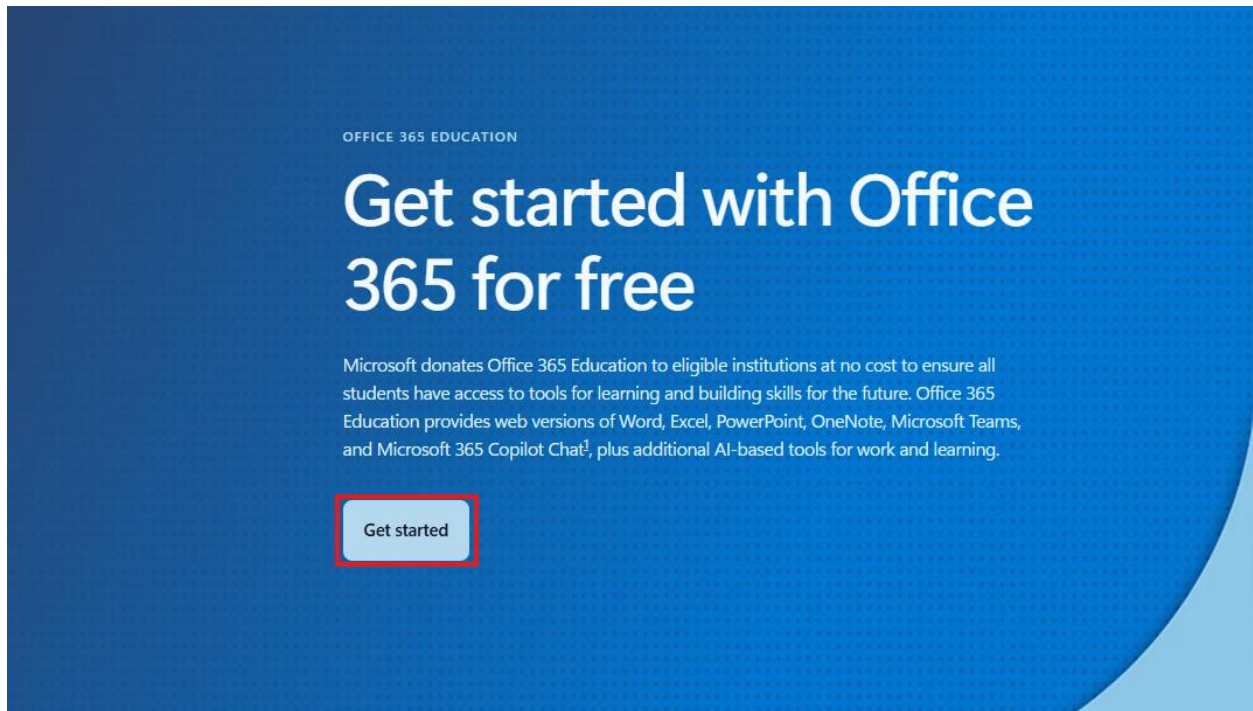 OFFICE 365 EDUCATION
Get started with Office
365 for free
Microsoft donates Office 365 Education to eligible institutions at no cost to ensure all
students have access to tools for learning and building skills for the future. Office 365
Education provides web versions of Word, Excel, PowerPoint, OneNote, Microsoft Teams,
and Microsoft 365 Copilot Chat¹, plus additional AI-based tools for work and learning.
Get started